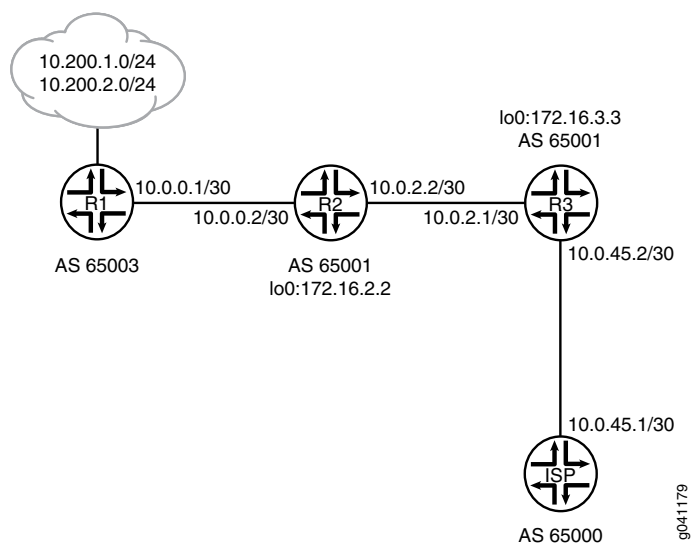 10.200.1.0/24
10.200.2.0/24
lo0:172.16.3.3
AS 65001
10.0.0.1/30
10.0.2.2/30
R1
R2
R3
10.0.0.2/30
10.0.2.1/30
10.0.45.2/30
AS 65003
AS 65001
lo0:172.16.2.2
10.0.45.1/30
ISP
AS 65000
g041179